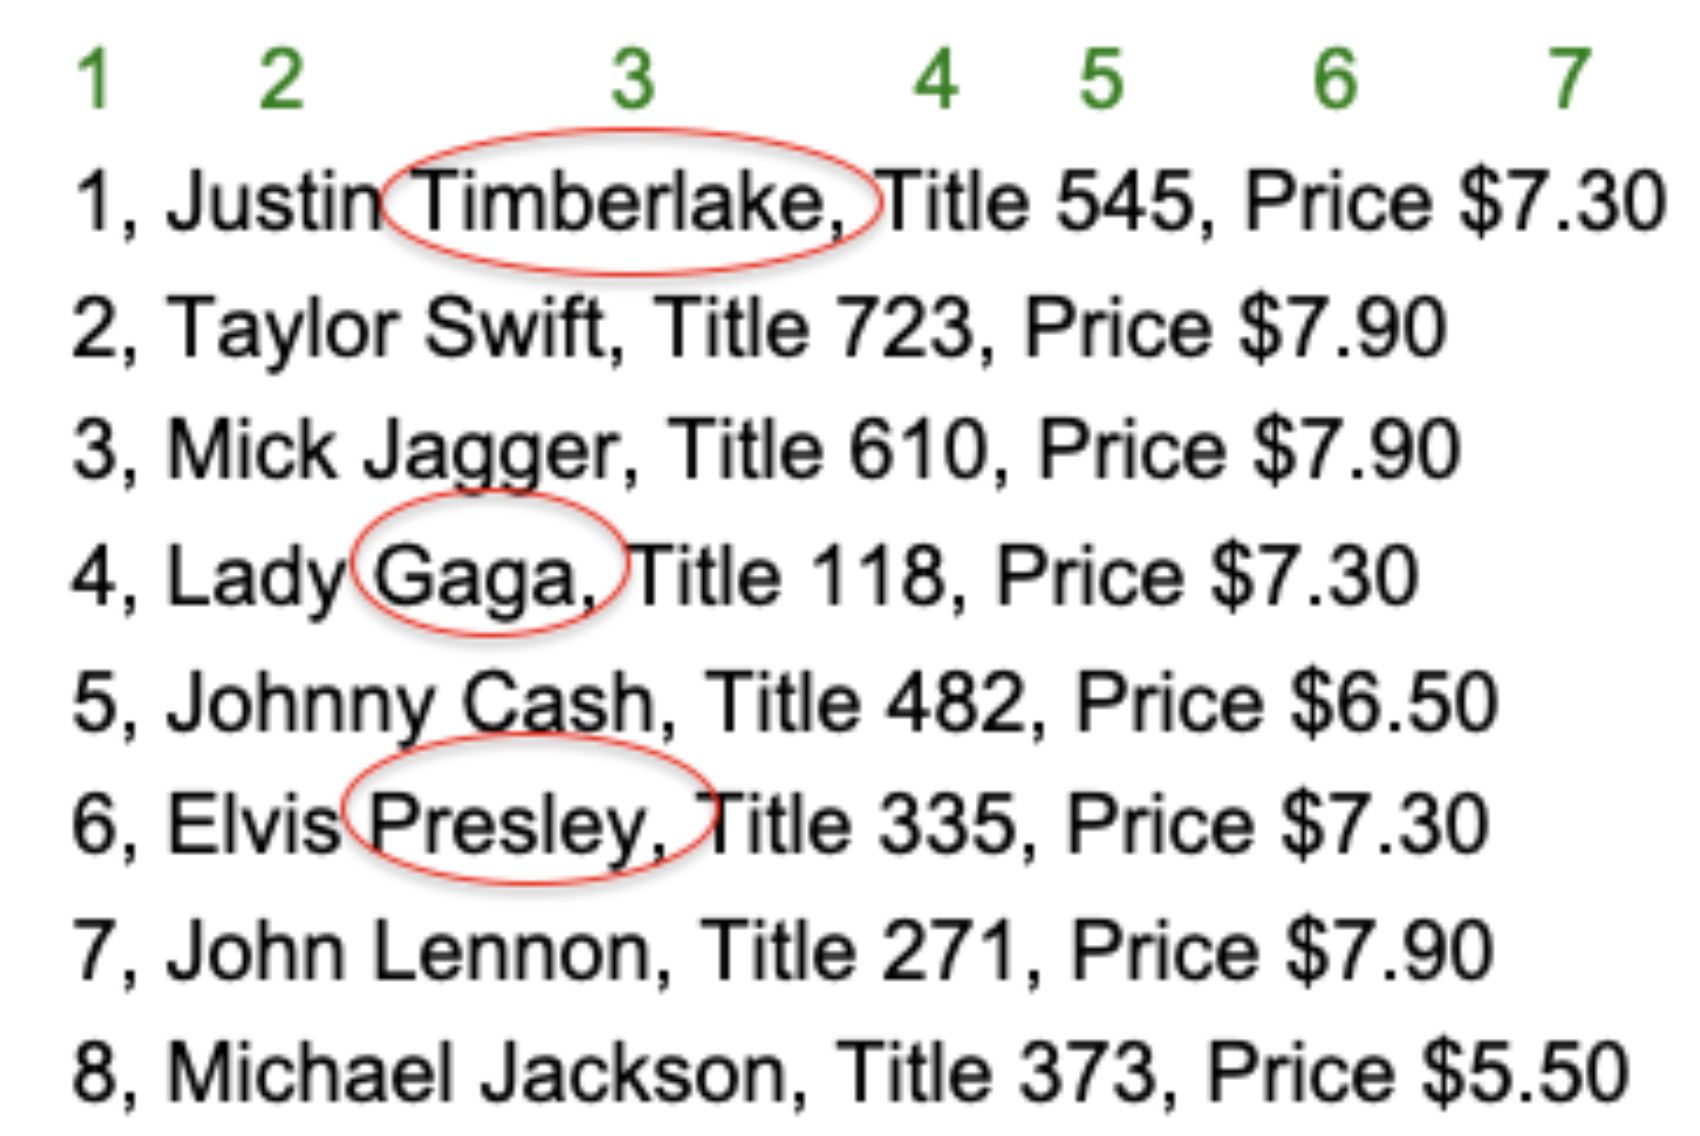 1 2 3 4 5 6 7
1, Justin Timberlake, Title 545, Price $7.30
2, Taylor Swift, Title 723, Price $7.90
3, Mick Jagger, Title 610, Price $7.90
4, Lady Gaga, Title 118, Price $7.30
5, Johnny Cash, Title 482, Price $6.50
6, Elvis Presley, Title 335, Price $7.30
7, John Lennon, Title 271, Price $7.90
8, Michael Jackson, Title 373, Price $5.50